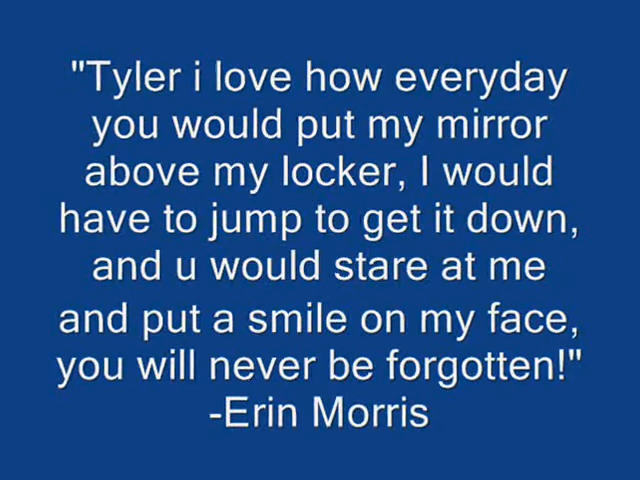 "Tyler i love how everyday
you would put my mirror
above my locker, I would
have to jump to get it down,
and u would stare at me
and put a smile on my face,
you will never be forgotten!"
-Erin Morris